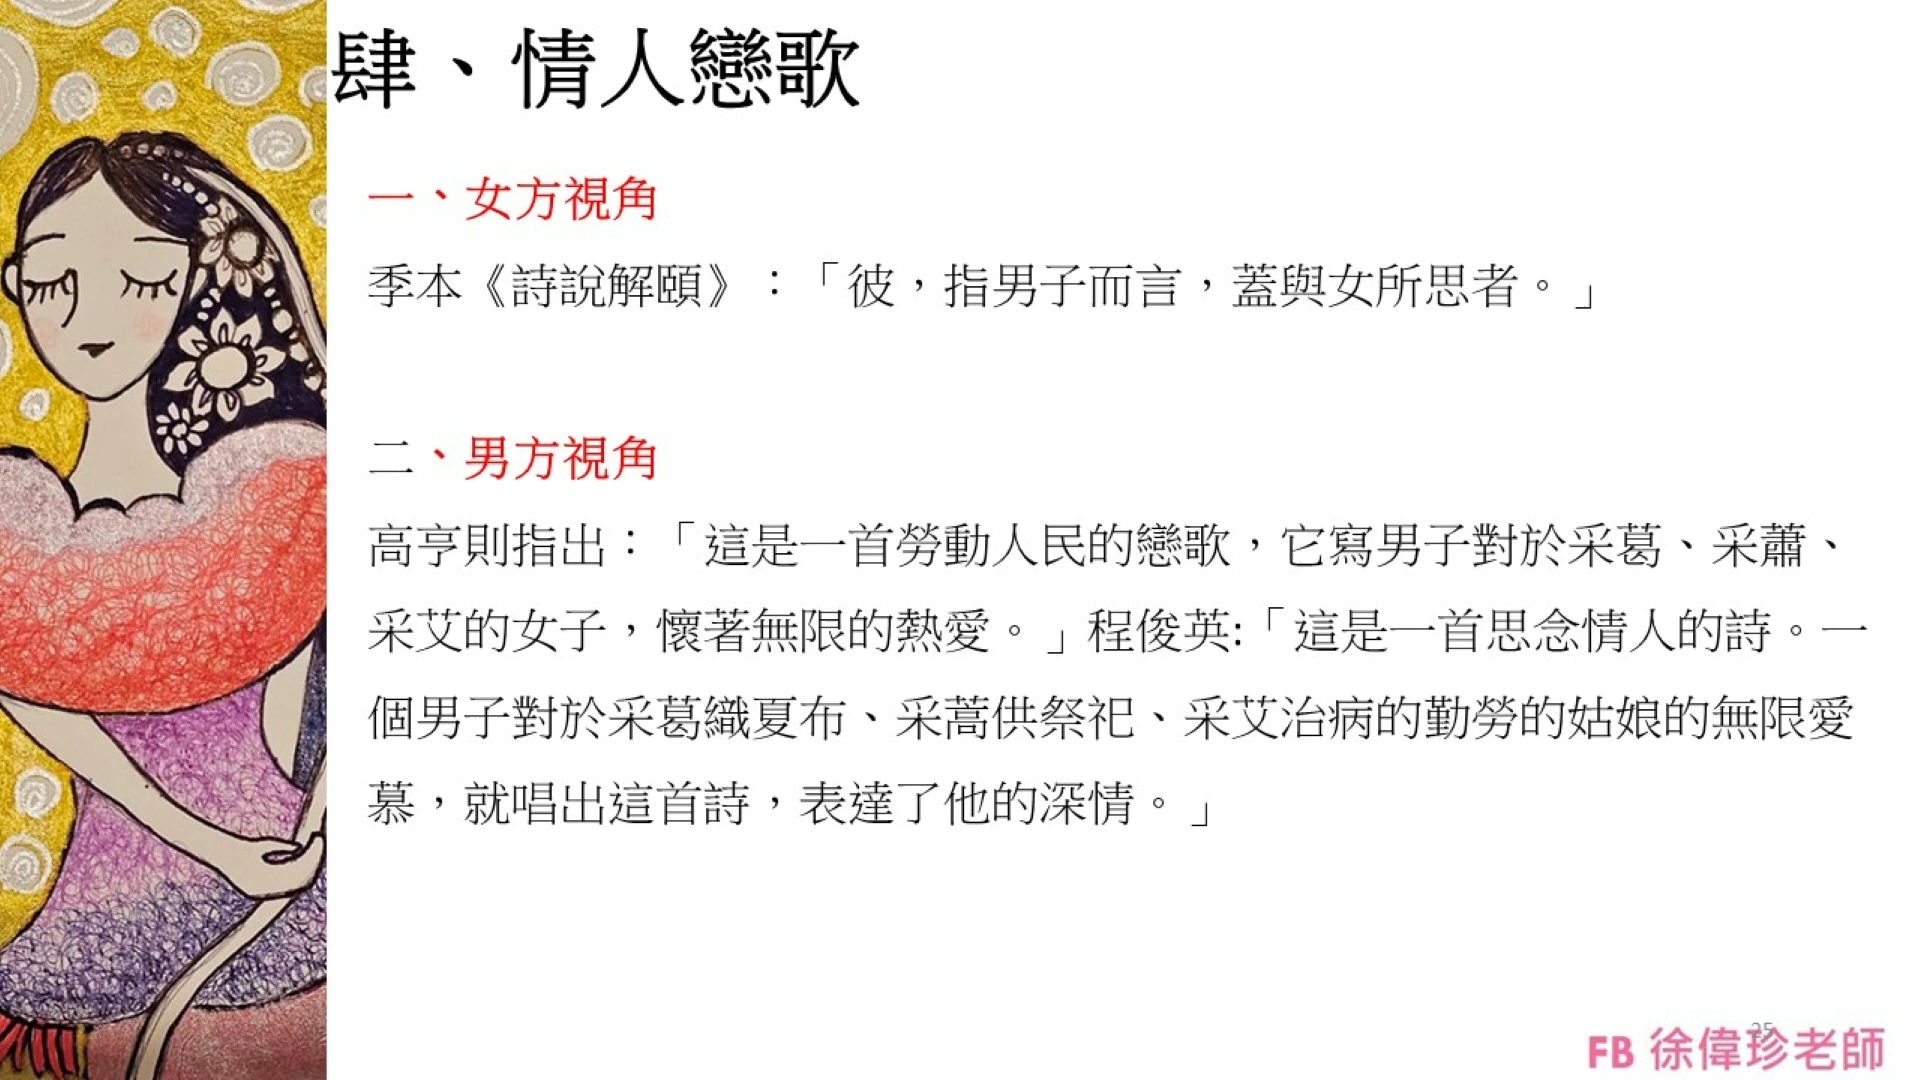 肆、情人戀歌
一、女方視角
季本《詩說解頤》：「彼，指男子而言，蓋與女所思者。」
二、男方視角
高亨則指出：「這是一首勞動人民的戀歌，它寫男子對於采葛、采蕭、
采艾的女子，懷著無限的熱愛。」程俊英:「這是一首思念情人的詩。一
個男子對於采葛織夏布、采蒿供祭祀、采艾治病的勤勞的姑娘的無限愛
慕，就唱出這首詩，表達了他的深情。」
25
FB 徐偉珍老師